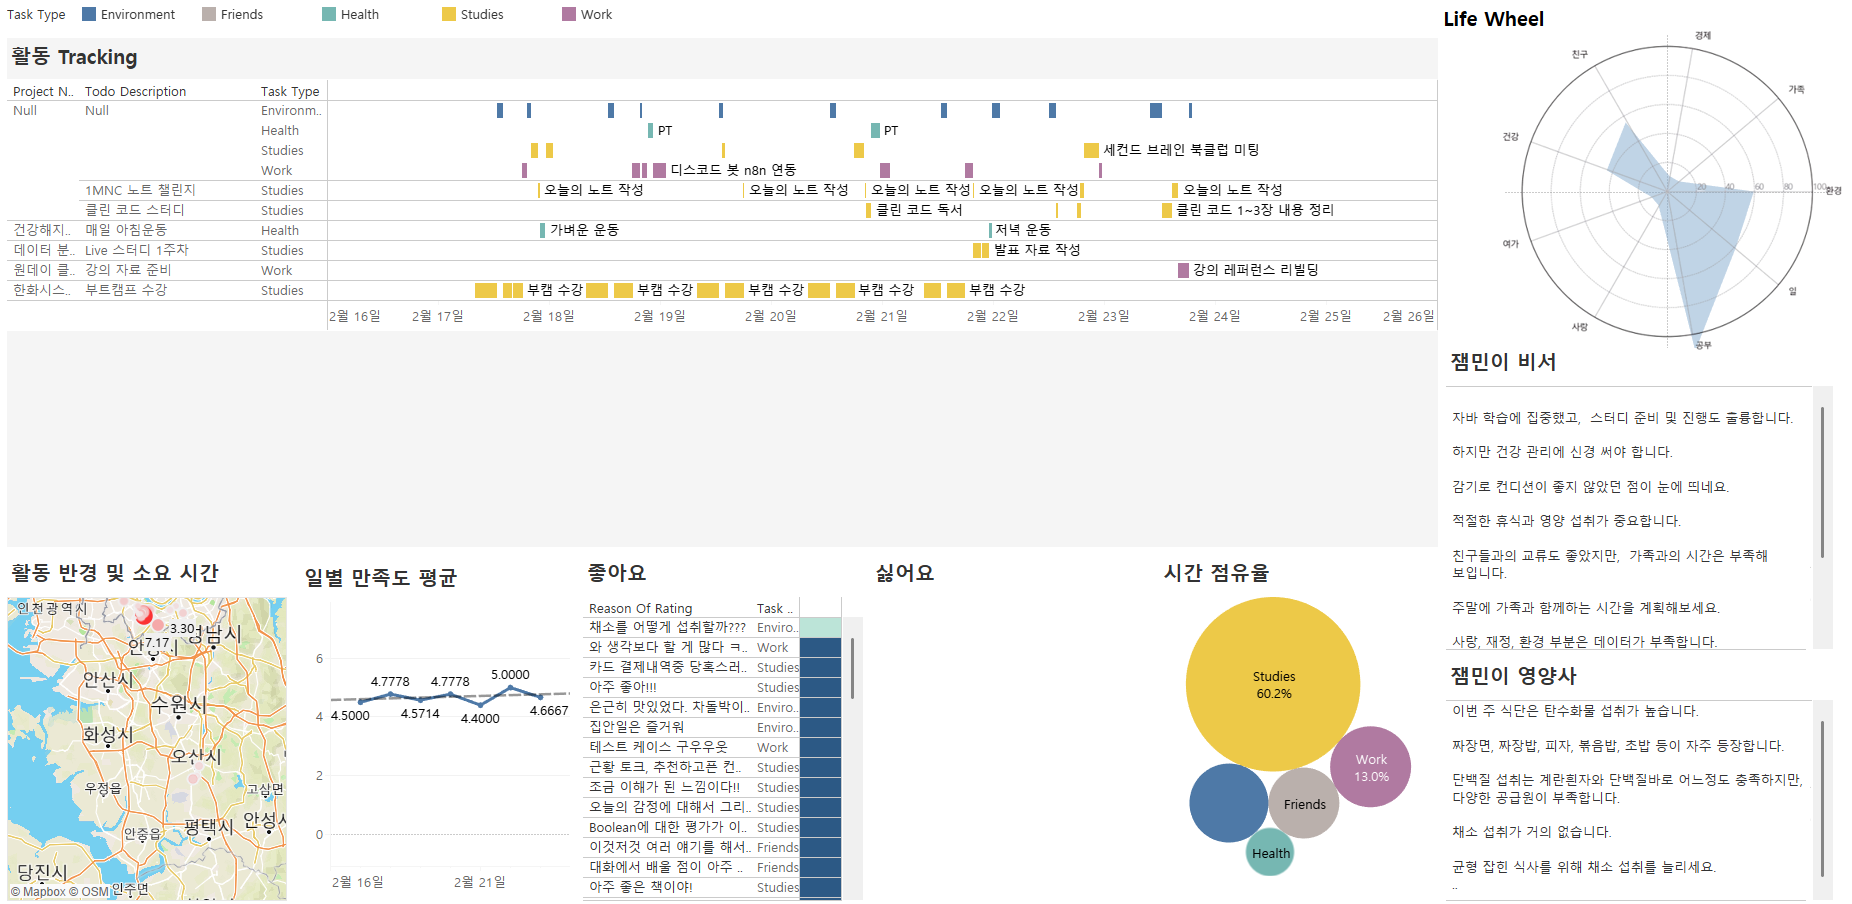 Task Type Environment Friends Health Studies Work
활동 Tracking
Project N.. Todo Description Task Type
Null Null Environm..
Health PT PT
Studies 세컨드 브레인 북클럽 미팅
Work 디스코드 봇 n8n 연동
1MNC 노트 챌린지 Studies 오늘의 노트 작성 오늘의 노트 작성 오늘의 노트 작성 오늘의 노트 작성 오늘의 노트 작성
클린 코드 스터디 Studies 클린 코드 독서 클린 코드 1~3장 내용 정리
건강해지.. 매일 아침운동 Health 가벼운 운동 저녁 운동
데이터 분.. Live 스터디 1주차 Studies 발표 자료 작성
원데이 클.. 강의 자료 준비 Work 강의 레퍼런스 리빌딩
한화시스.. 부트캠프 수강 Studies 부캠 수강 부캠 수강 부캠 수강 부캠 수강 부캠 수강
2월 16일 2월 17일 2월 18일 2월 19일 2월 20일 2월 21일 2월 22일 2월 23일 2월 24일 2월 25일 2월 26일
Life Wheel
경제
친구
가족
건강
20 40 60 80 100 환경
여가
일
사랑
공부
잼민이 비서
자바 학습에 집중했고, 스터디 준비 및 진행도 훌륭합니다.
하지만 건강 관리에 신경 써야 합니다.
감기로 컨디션이 좋지 않았던 점이 눈에 띄네요.
적절한 휴식과 영양 섭취가 중요합니다.
친구들과의 교류도 좋았지만, 가족과의 시간은 부족해
보입니다.
주말에 가족과 함께하는 시간을 계획해보세요.
사랑, 재정, 환경 부분은 데이터가 부족합니다.
잼민이 영양사
이번 주 식단은 탄수화물 섭취가 높습니다.
짜장면, 짜장밥, 피자, 볶음밥, 초밥 등이 자주 등장합니다.
단백질 섭취는 계란흰자와 단백질바로 어느정도 충족하지만,
다양한 공급원이 부족합니다.
채소 섭취가 거의 없습니다.
균형 잡힌 식사를 위해 채소 섭취를 늘리세요.
..
활동 반경 및 소요 시간
인천광역시
3.30
성남시
7.17
안산시
수원시
화성시
오산시
우정읍
고삼면
안중읍 평택시 안성시
당진시
© Mapbox © OSM 인주면
일별 만족도 평균
6
4
2
0
4.5000
4.7778
4.5714
4.7778
4.4000
5.0000
4.6667
2월 16일 2월 21일
좋아요
Reason Of Rating Task ..
채소를 어떻게 섭취할까??? Enviro..
와 생각보다 할 게 많다 ㅋ.. Work
카드 결제내역중 당혹스러.. Studies
아주 좋아!!! Studies
은근히 맛있었다. 차돌박이.. Enviro..
집안일은 즐거워 Enviro..
테스트 케이스 구우우웃 Work
근황 토크, 추천하고픈 컨.. Studies
조금 이해가 된 느낌이다!! Studies
오늘의 감정에 대해서 그리.. Studies
Boolean에 대한 평가가 이.. Studies
이것저것 여러 얘기를 해서.. Friends
대화에서 배울 점이 아주 .. Friends
아주 좋은 책이야! Studies
싫어요
시간 점유율
Studies
60.2%
Work
13.0%
Friends
Health